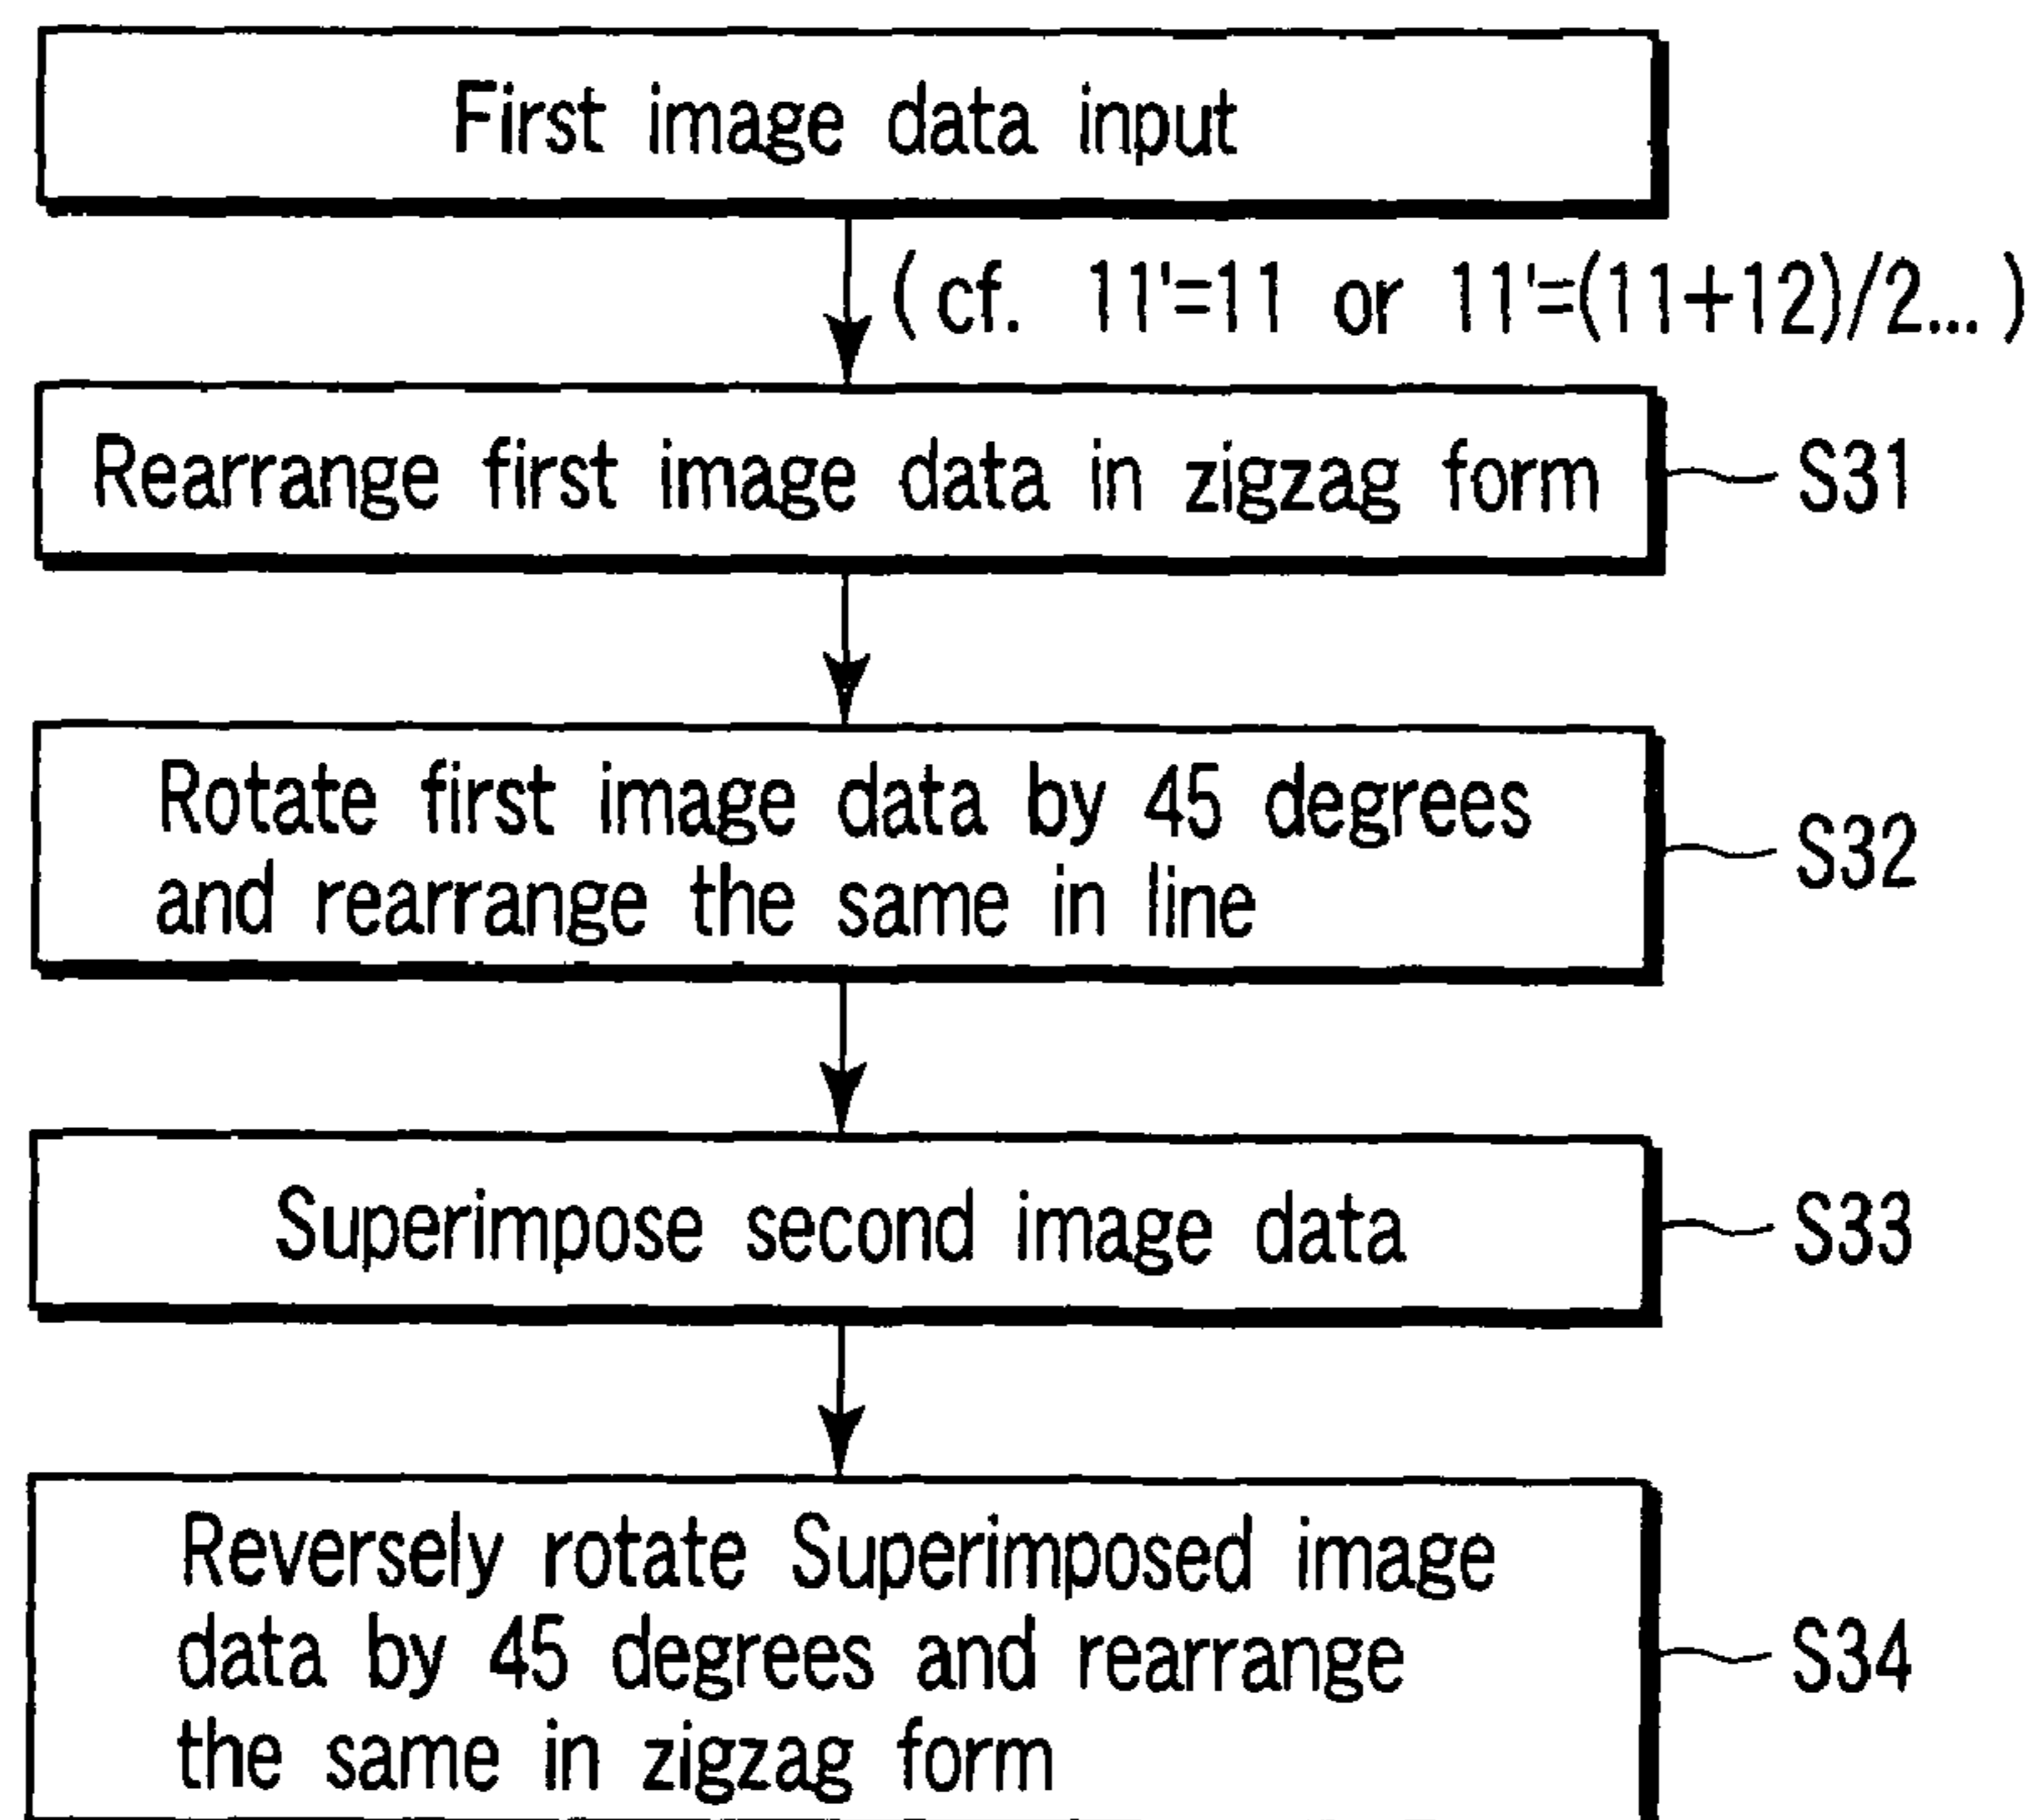 First image data input
(cf. 11'=11 or 11'=(11+12)/2...)
Rearrange first image data in zigzag form
S31
Rotate first image data by 45 degrees
and rearrange the same in line
S32
Superimpose second image data
S33
Reversely rotate Superimposed image
data by 45 degrees and rearrange
the same in zigzag form
S34